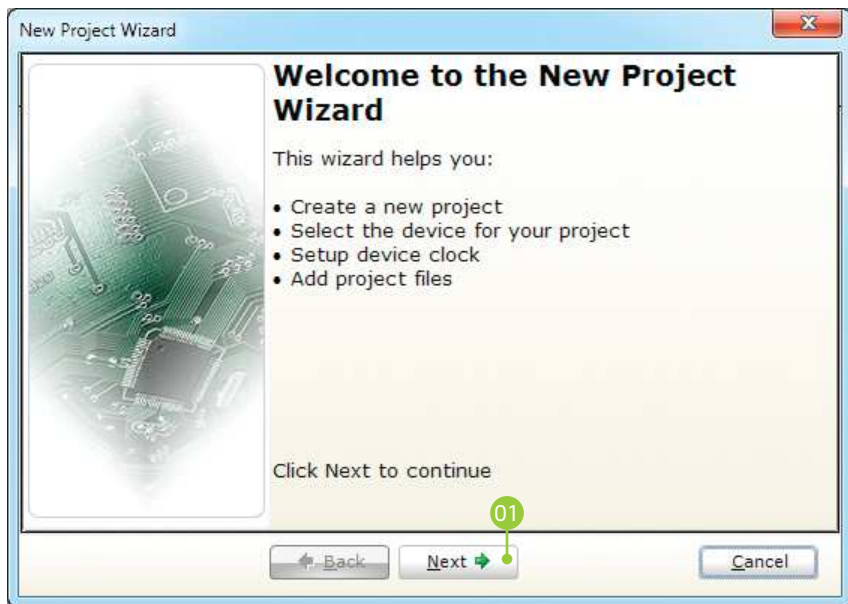 New Project Wizard
Welcome to the New Project
Wizard
This wizard helps you:
• Create a new project
• Select the device for your project
• Setup device clock
• Add project files
Click Next to continue
01
Back Next Cancel